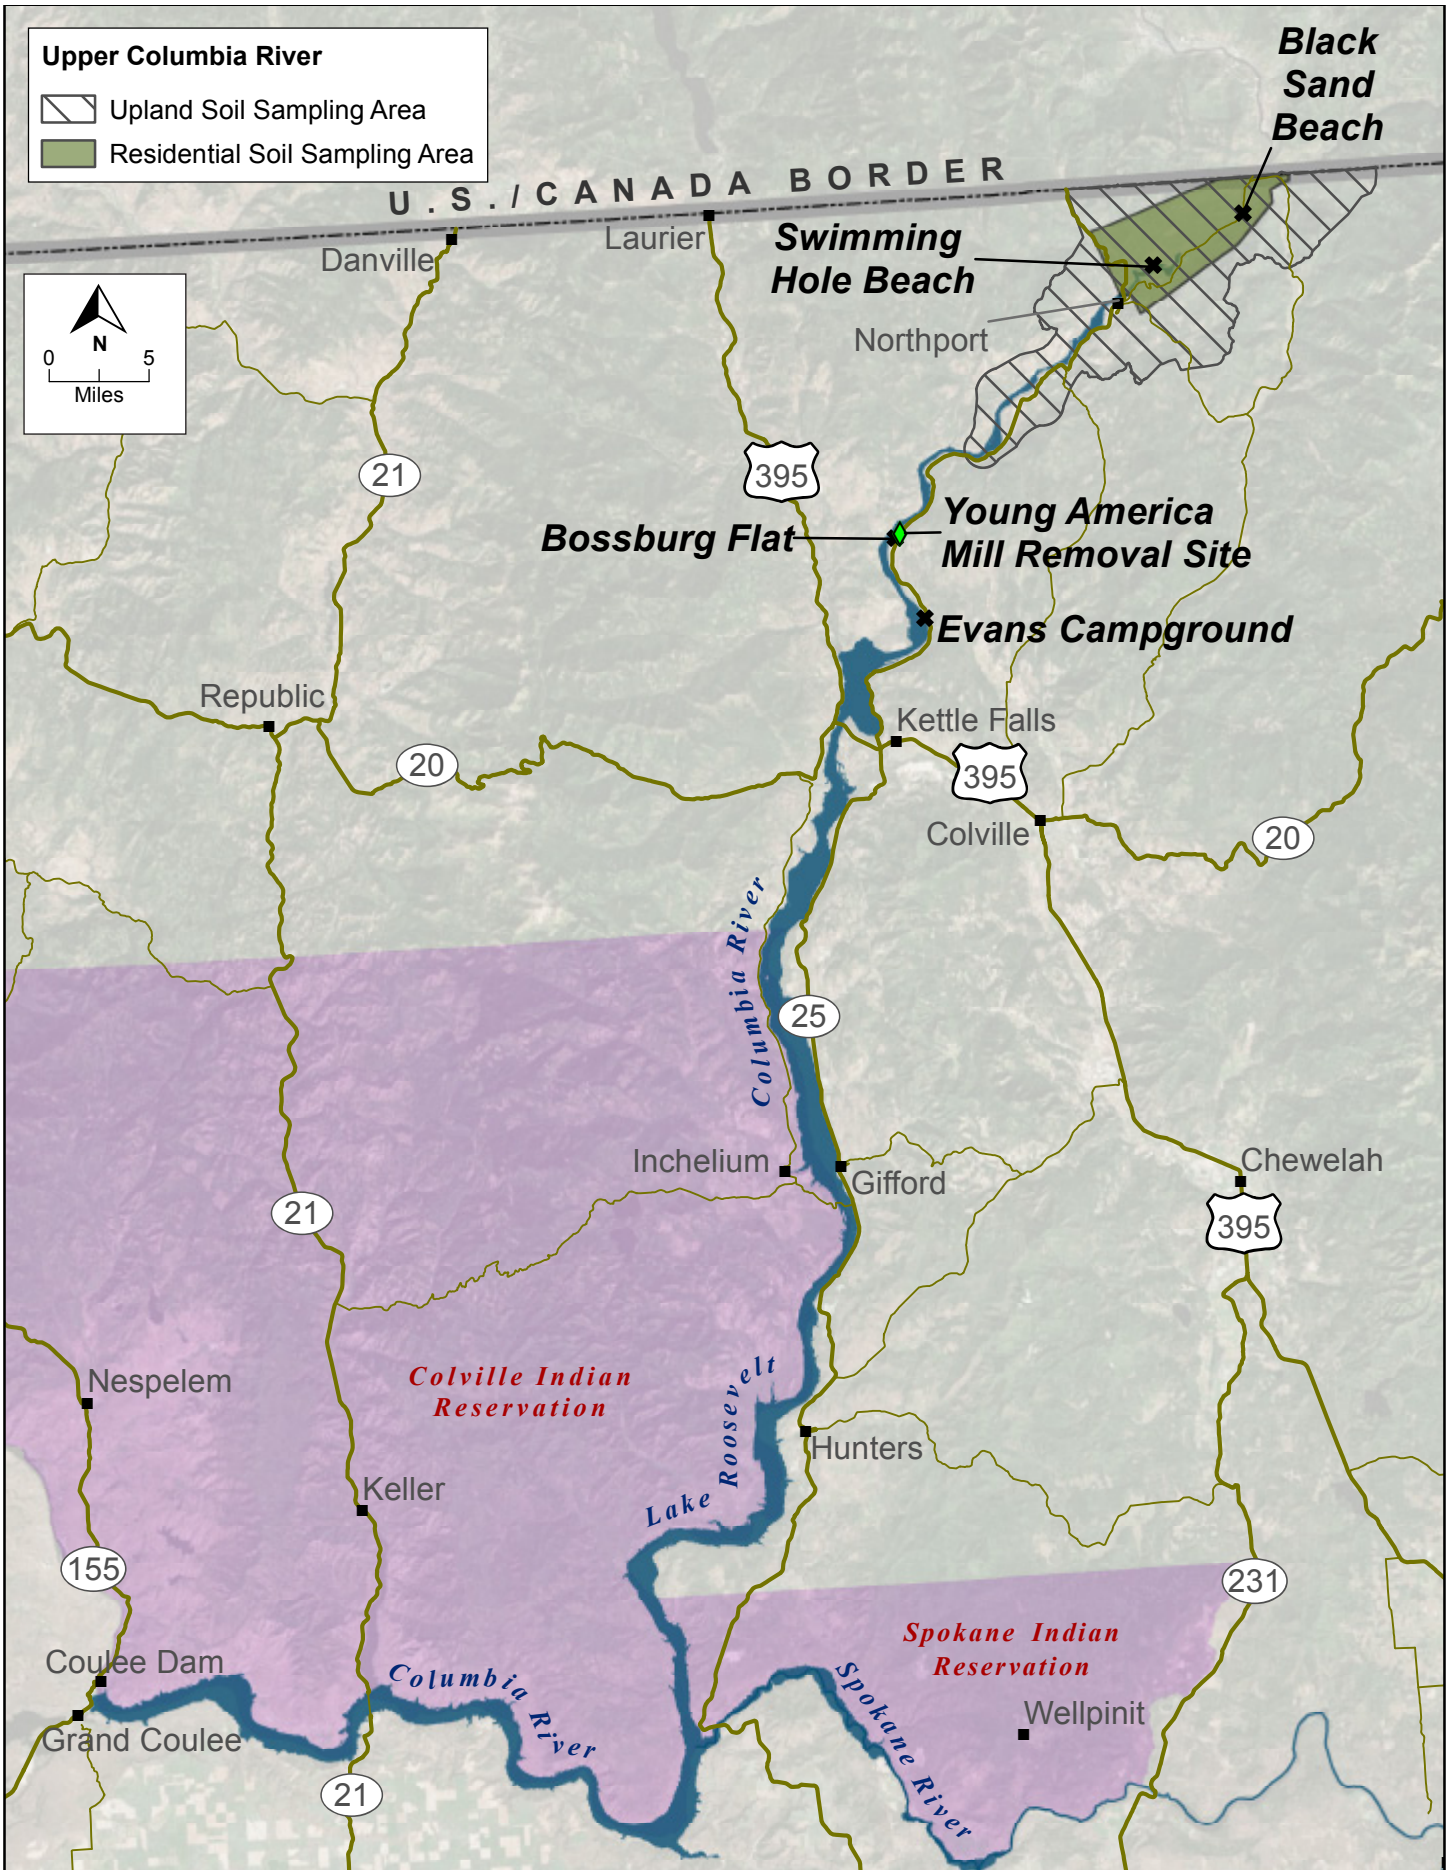 Upper Columbia River
Upland Soil Sampling Area
Residential Soil Sampling Area
Black
Sand
Beach
U.S./CANADA BORDER
Danville
Laurier
Swimming
Hole Beach
Northport
N
0 5
Miles
21
395
Bossburg Flat
Young America
Mill Removal Site
Evans Campground
Republic
Kettle Falls
20
395
Colville
20
Columbia River
25
Inchelium
Gifford
Chewelah
21
395
Colville Indian
Reservation
Nespelem
Lake Roosevelt
Hunters
Keller
155
231
Spokane Indian
Reservation
Coulee Dam
Columbia River
Spokane River
Wellpinit
Grand Coulee
21